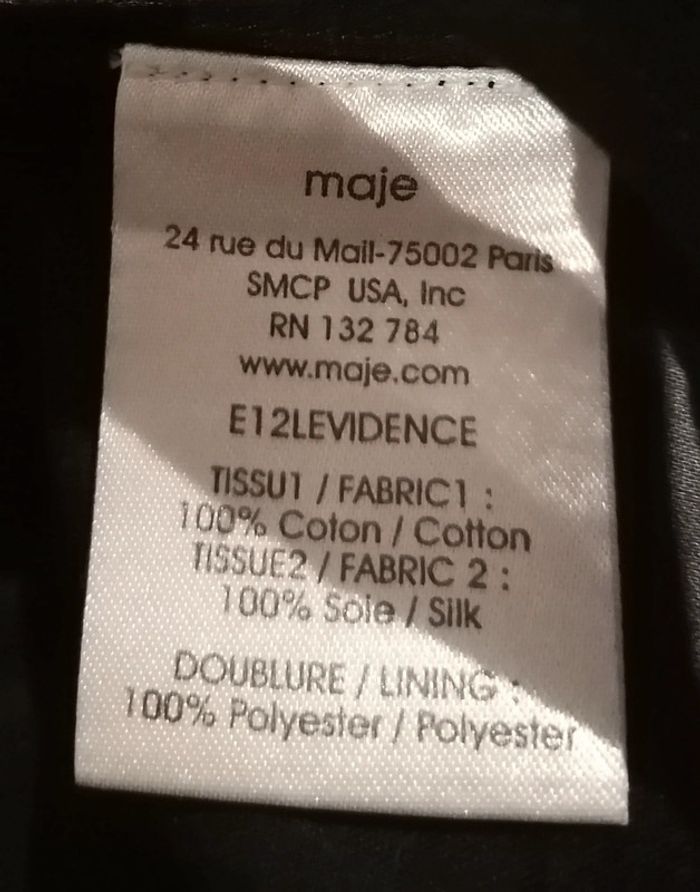 maje
24 rue du Mail-75002 Paris
SMCP USA, Inc
RN 132 784
www.maje.com
E12LEVIDENCE
TISSU1 / FABRIC1 :
100% Coton / Cotton
TISSUE2 / FABRIC 2 :
100% Soie / Silk
DOUBLURE / LINING :
100% Polyester / Polyester